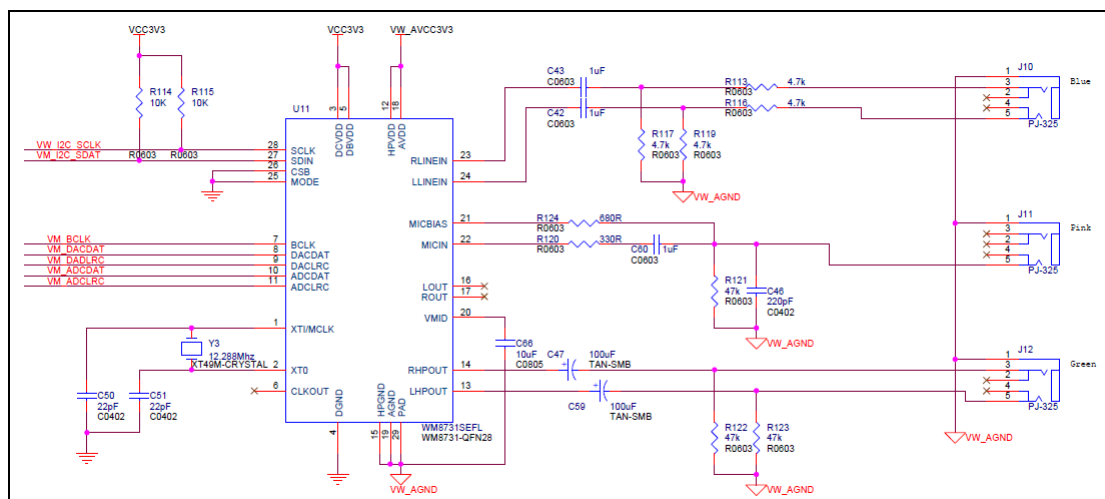 VCC3V3
VCC3V3
VW_AVCC3V3
R114
10K
R0603
R115
10K
R0603
U11
3
5
12
18
DCVDD
DBVDD
HPVDD
AVDD
VW_I2C_SCLK
28
SCLK
VM_I2C_SDAT
27
SDIN
26
CSB
25
MODE
VM_BCLK
7
BCLK
VM_DACDAT
8
DACDAT
VM_DADLRC
9
DACLRC
VM_ADCDAT
10
ADCDAT
VM_ADCLRC
11
ADCLRC
1
XTI/MCLK
Y3
12.288Mhz
XT49M-CRYSTAL
2
XT0
6
CLKOUT
C50
22pF
C0402
C51
22pF
C0402
DGND
4
HPGND
AGND
PAD
15
19
29
VW_AGND
WM8731SEFL
WM8731-QFN28
RLINEIN
23
LLINEIN
24
MICBIAS
21
MICIN
22
LOUT
16
ROUT
17
VMID
20
RHPOUT
14
LHPOUT
13
C43
C0603
1uF
C42
C0603
1uF
R113
R0603
4.7k
R116
R0603
4.7k
R117
4.7k
R0603
R119
4.7k
R0603
VW_AGND
R124
R0603
680R
R120
R0603
330R
C60
C0603
1uF
R121
47k
R0603
C46
220pF
C0402
VW_AGND
C66
10uF
C0805
C47
100uF
TAN-SMB
C59
100uF
TAN-SMB
R122
47k
R0603
R123
47k
R0603
VW_AGND
J10
1
3
2
4
5
Blue
PJ-325
J11
1
3
2
4
5
Pink
PJ-325
J12
1
3
2
4
5
Green
PJ-325
VW_AGND